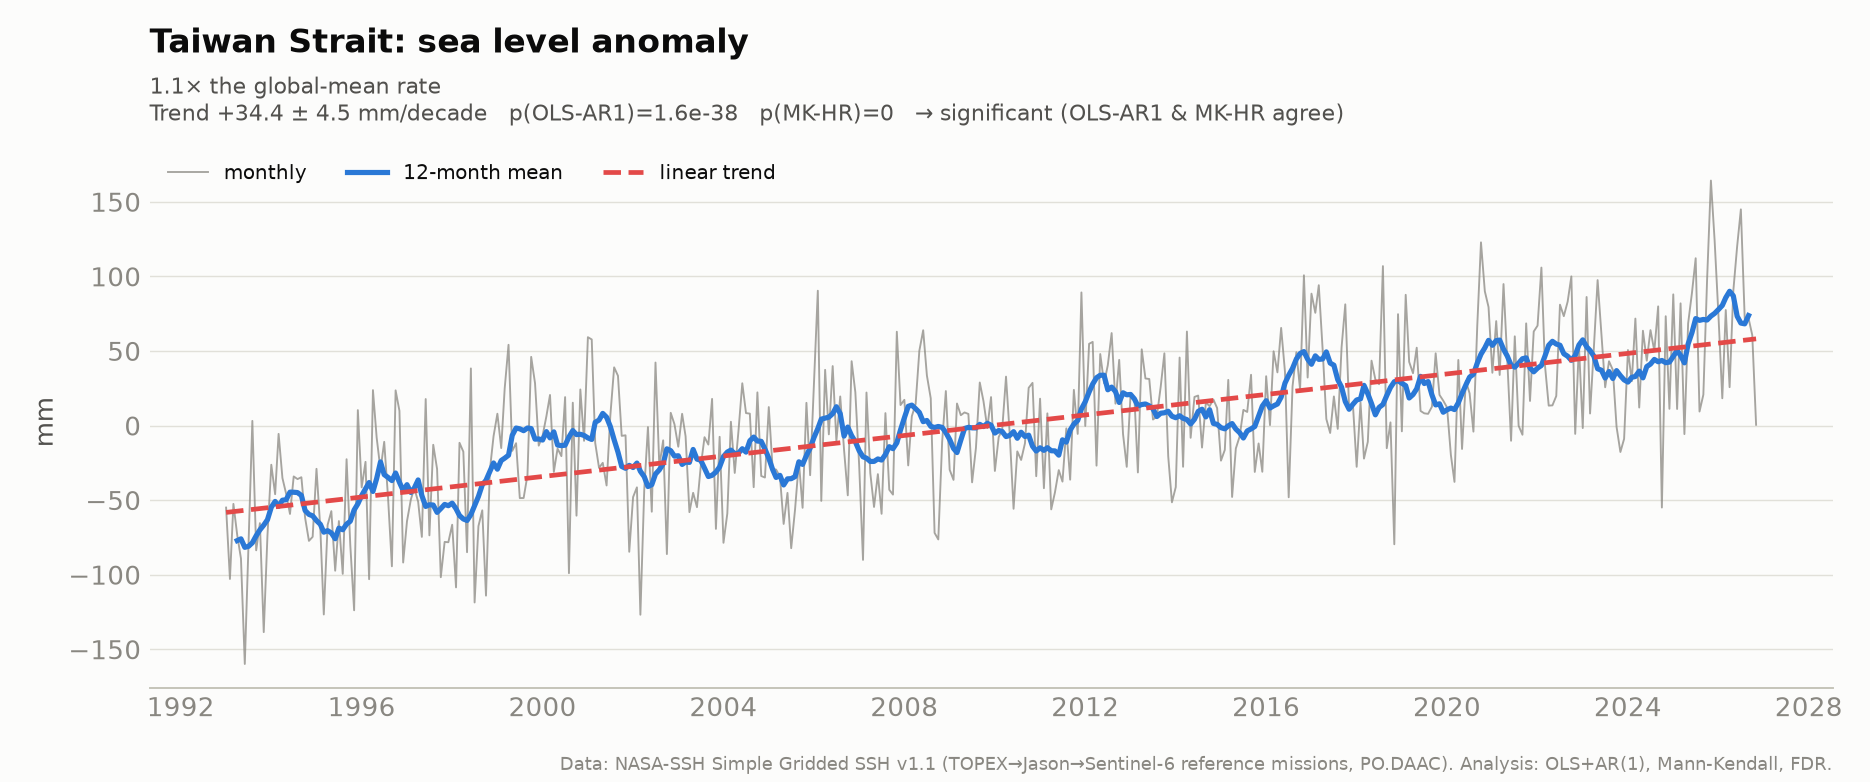 Taiwan Strait: sea level anomaly
1.1× the global-mean rate
Trend +34.4 ± 4.5 mm/decade p(OLS-AR1)=1.6e-38 p(MK-HR)=0 → significant (OLS-AR1 & MK-HR agree)
monthly 12-month mean linear trend
150
100
50
0
−50
−100
−150
mm
1992 1996 2000 2004 2008 2012 2016 2020 2024 2028
Data: NASA-SSH Simple Gridded SSH v1.1 (TOPEX→Jason→Sentinel-6 reference missions, PO.DAAC). Analysis: OLS+AR(1), Mann-Kendall, FDR.